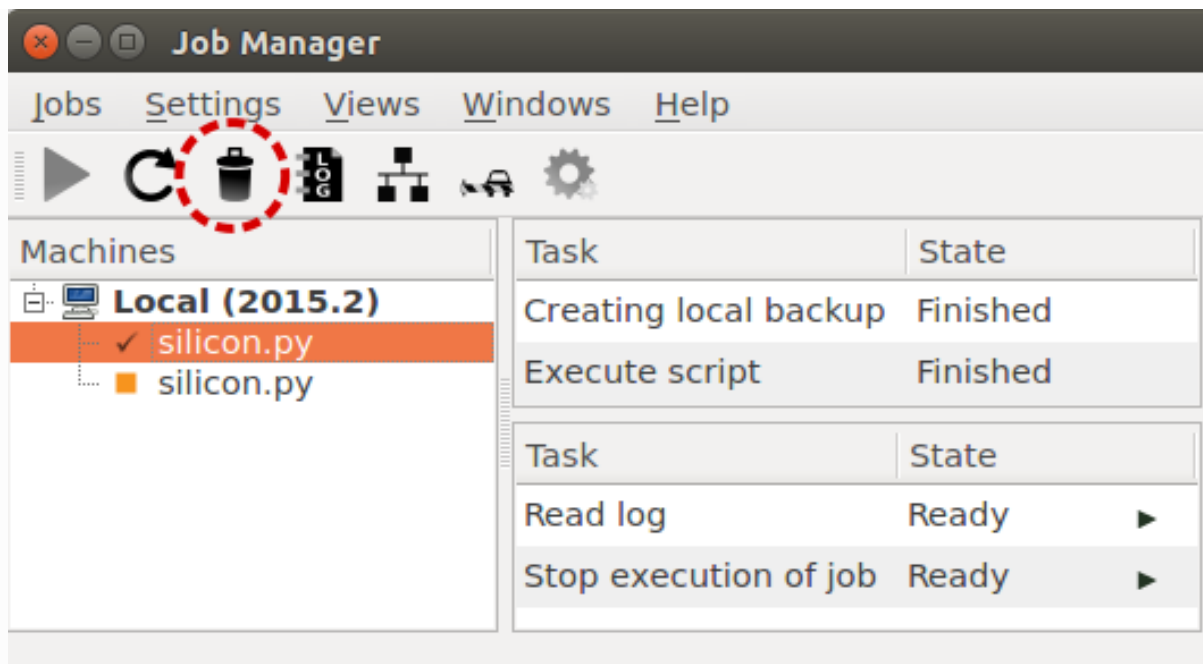 Job Manager
Jobs Settings Views Windows Help
LOG
Machines
Local (2015.2)
silicon.py
silicon.py
Task State
Creating local backup Finished
Execute script Finished
Task State
Read log Ready
Stop execution of job Ready